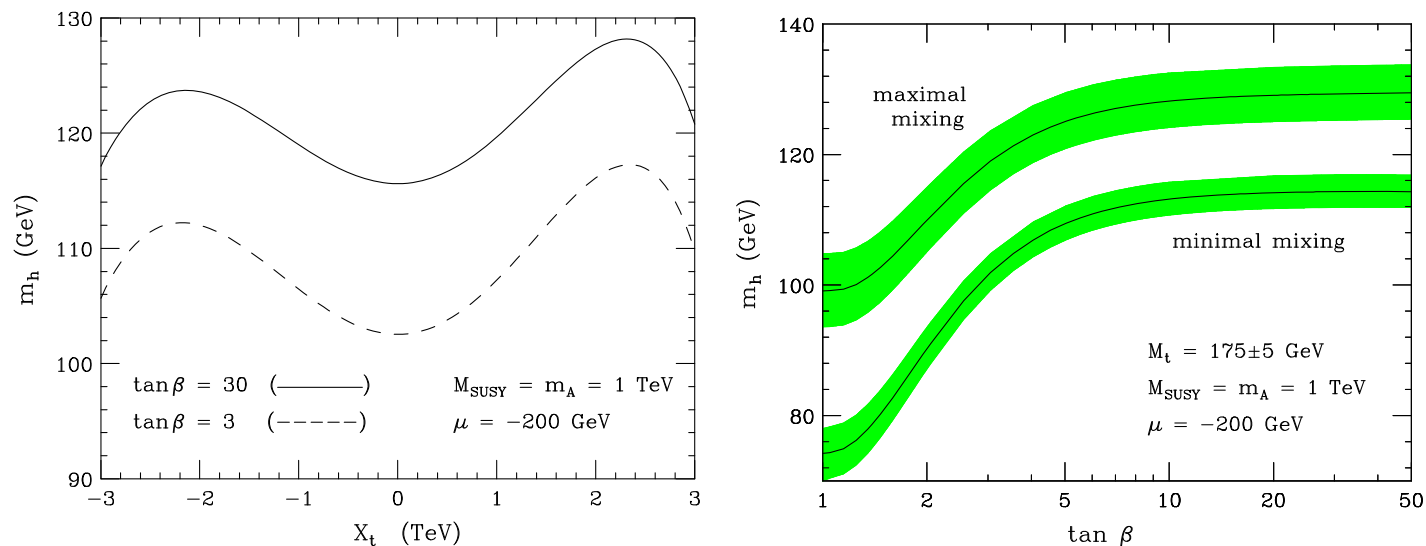 130
120
110
100
90
m_h (GeV)
tanβ = 30 (————)
tanβ = 3 (−−−−−)
M_SUSY = m_A = 1 TeV
μ = −200 GeV
−3 −2 −1 0 1 2 3
X_t (TeV)
140
120
100
80
m_h (GeV)
maximal
mixing
minimal mixing
M_t = 175±5 GeV
M_SUSY = m_A = 1 TeV
μ = −200 GeV
1 2 5 10 20 50
tan β